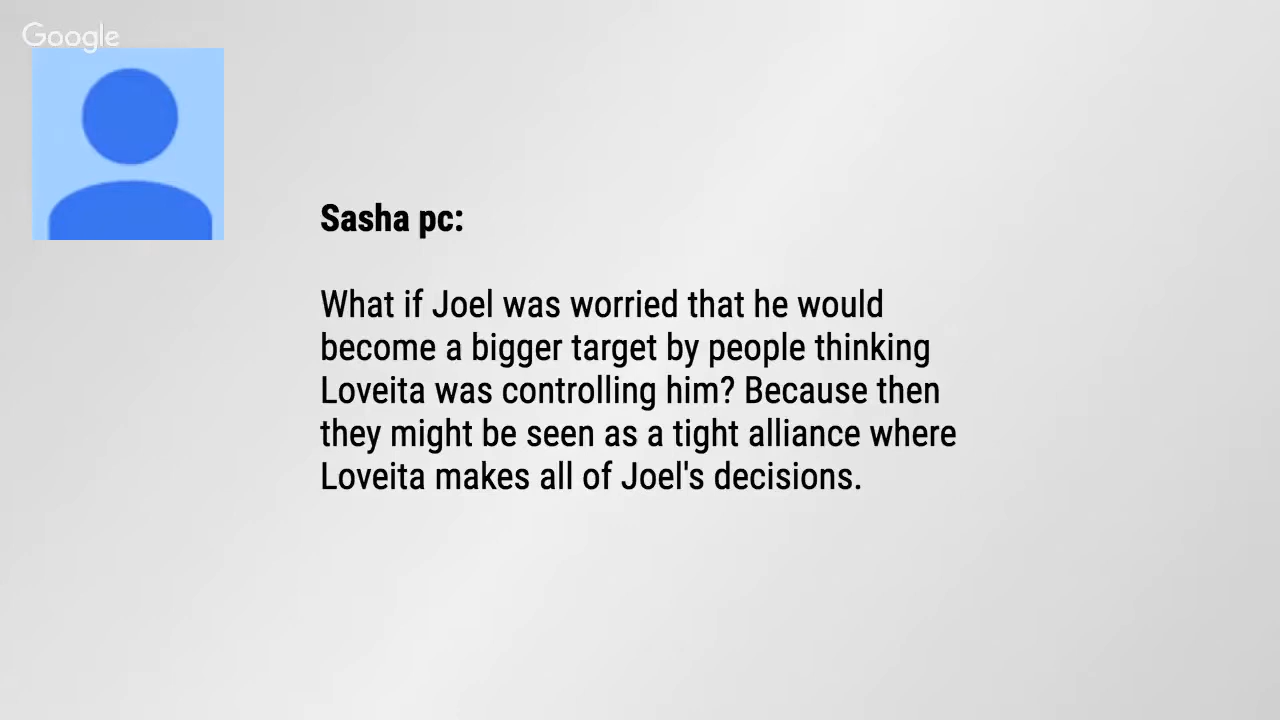 Google
Sasha pc:
What if Joel was worried that he would
become a bigger target by people thinking
Loveita was controlling him? Because then
they might be seen as a tight alliance where
Loveita makes all of Joel's decisions.